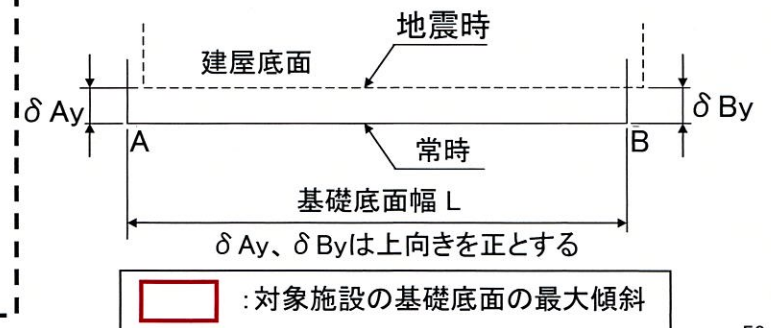 地震時
建屋底面
δAy
δBy
A
B
常時
基礎底面幅 L
δAy、δByは上向きを正とする
:対象施設の基礎底面の最大傾斜